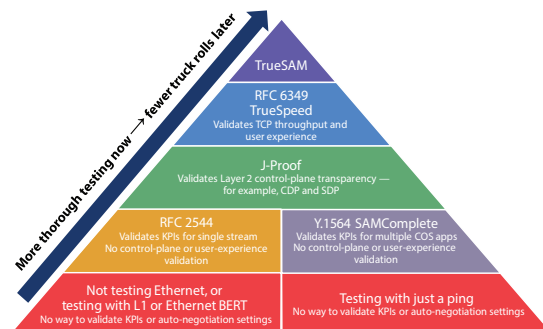 More thorough testing now → fewer truck rolls later
TrueSAM
RFC 6349
TrueSpeed
Validates TCP throughput and
user experience
J-Proof
Validates Layer 2 control-plane transparency —
for example, CDP and SDP
RFC 2544
Validates KPIs for single stream
No control-plane or user-experience
validation
Y.1564 SAMComplete
Validates KPIs for multiple COS apps
No control-plane or user-experience
validation
Not testing Ethernet, or
testing with L1 or Ethernet BERT
No way to validate KPIs or auto-negotiation settings
Testing with just a ping
No way to validate KPIs or auto-negotiation settings